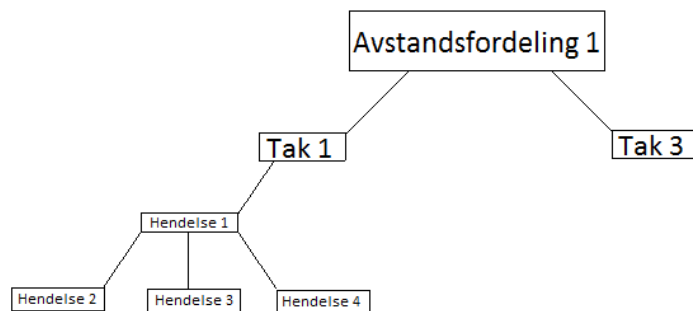 Avstandsfordeling 1
Tak 1
Tak 3
Hendelse 1
Hendelse 2
Hendelse 3
Hendelse 4